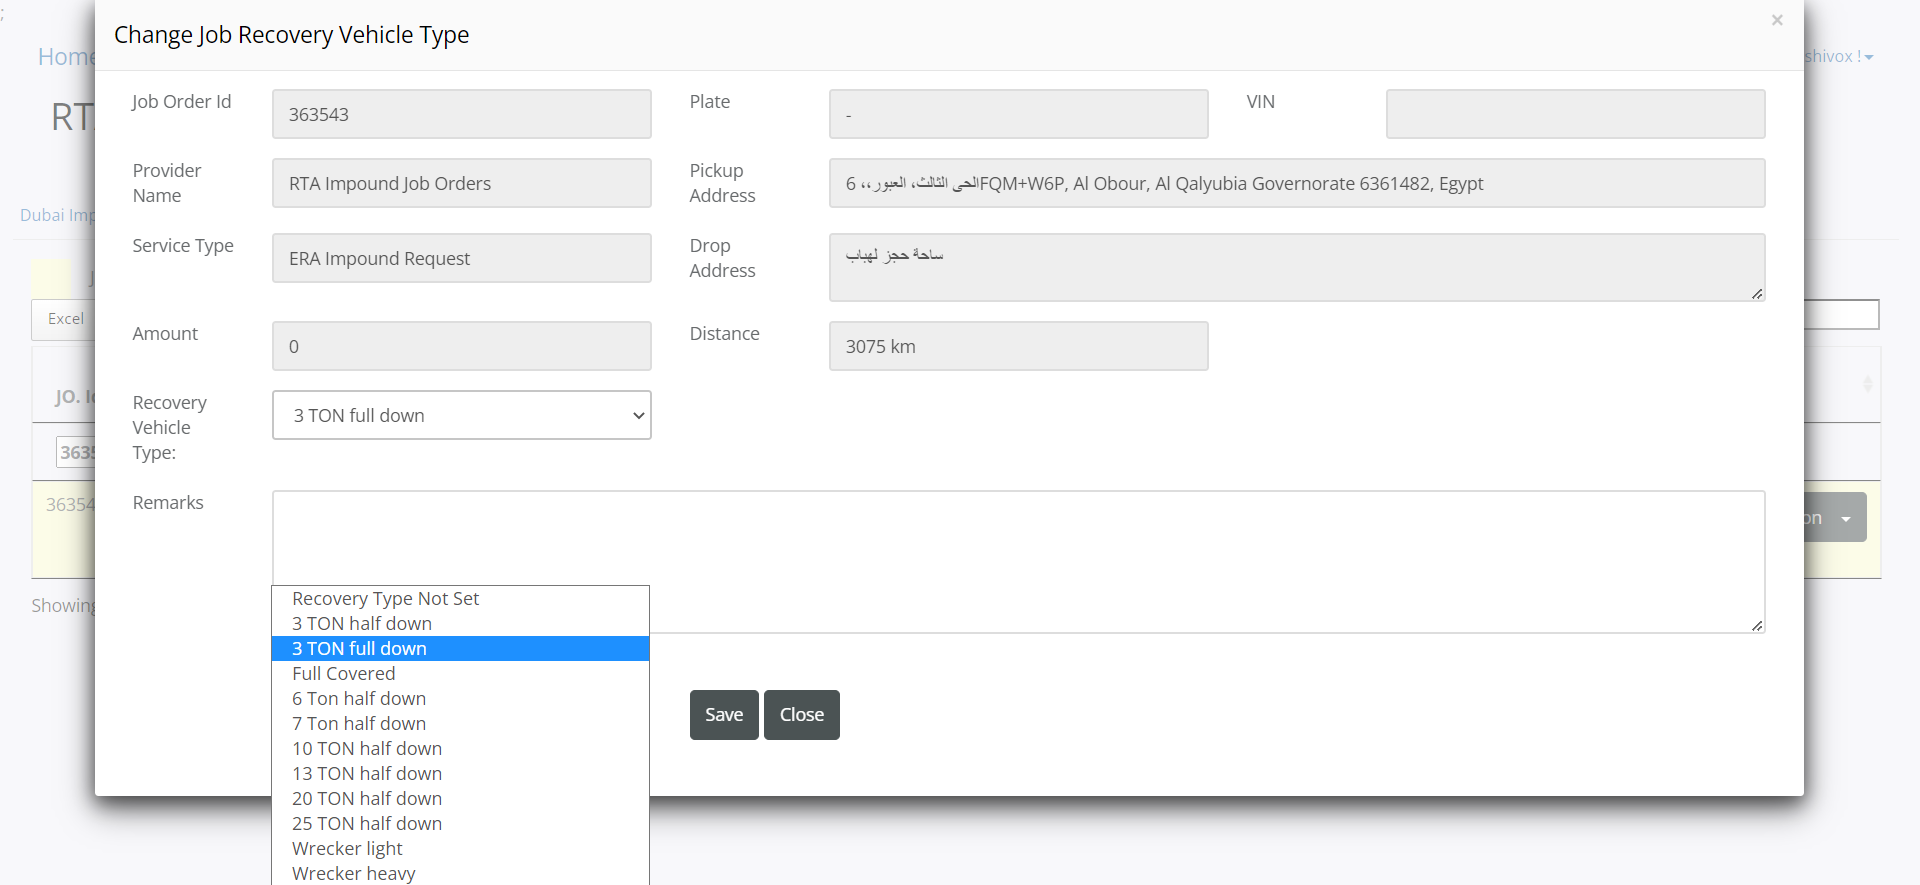 ;
Change Job Recovery Vehicle Type
×
Home
shivox !
RT
Job Order Id
363543
Plate
-
VIN
Provider Name
RTA Impound Job Orders
Pickup Address
الحى الثالث، العبور،، 6FQM+W6P, Al Obour, Al Qalyubia Governorate 6361482, Egypt
Dubai Imp
Service Type
ERA Impound Request
Drop Address
ساحة حجز لهباب
J
Excel
Amount
0
Distance
3075 km
JO. Id
Recovery Vehicle Type:
3 TON full down
3635
36354
Remarks
on
Showing
Recovery Type Not Set
3 TON half down
3 TON full down
Full Covered
6 Ton half down
7 Ton half down
10 TON half down
13 TON half down
20 TON half down
25 TON half down
Wrecker light
Wrecker heavy
Save
Close